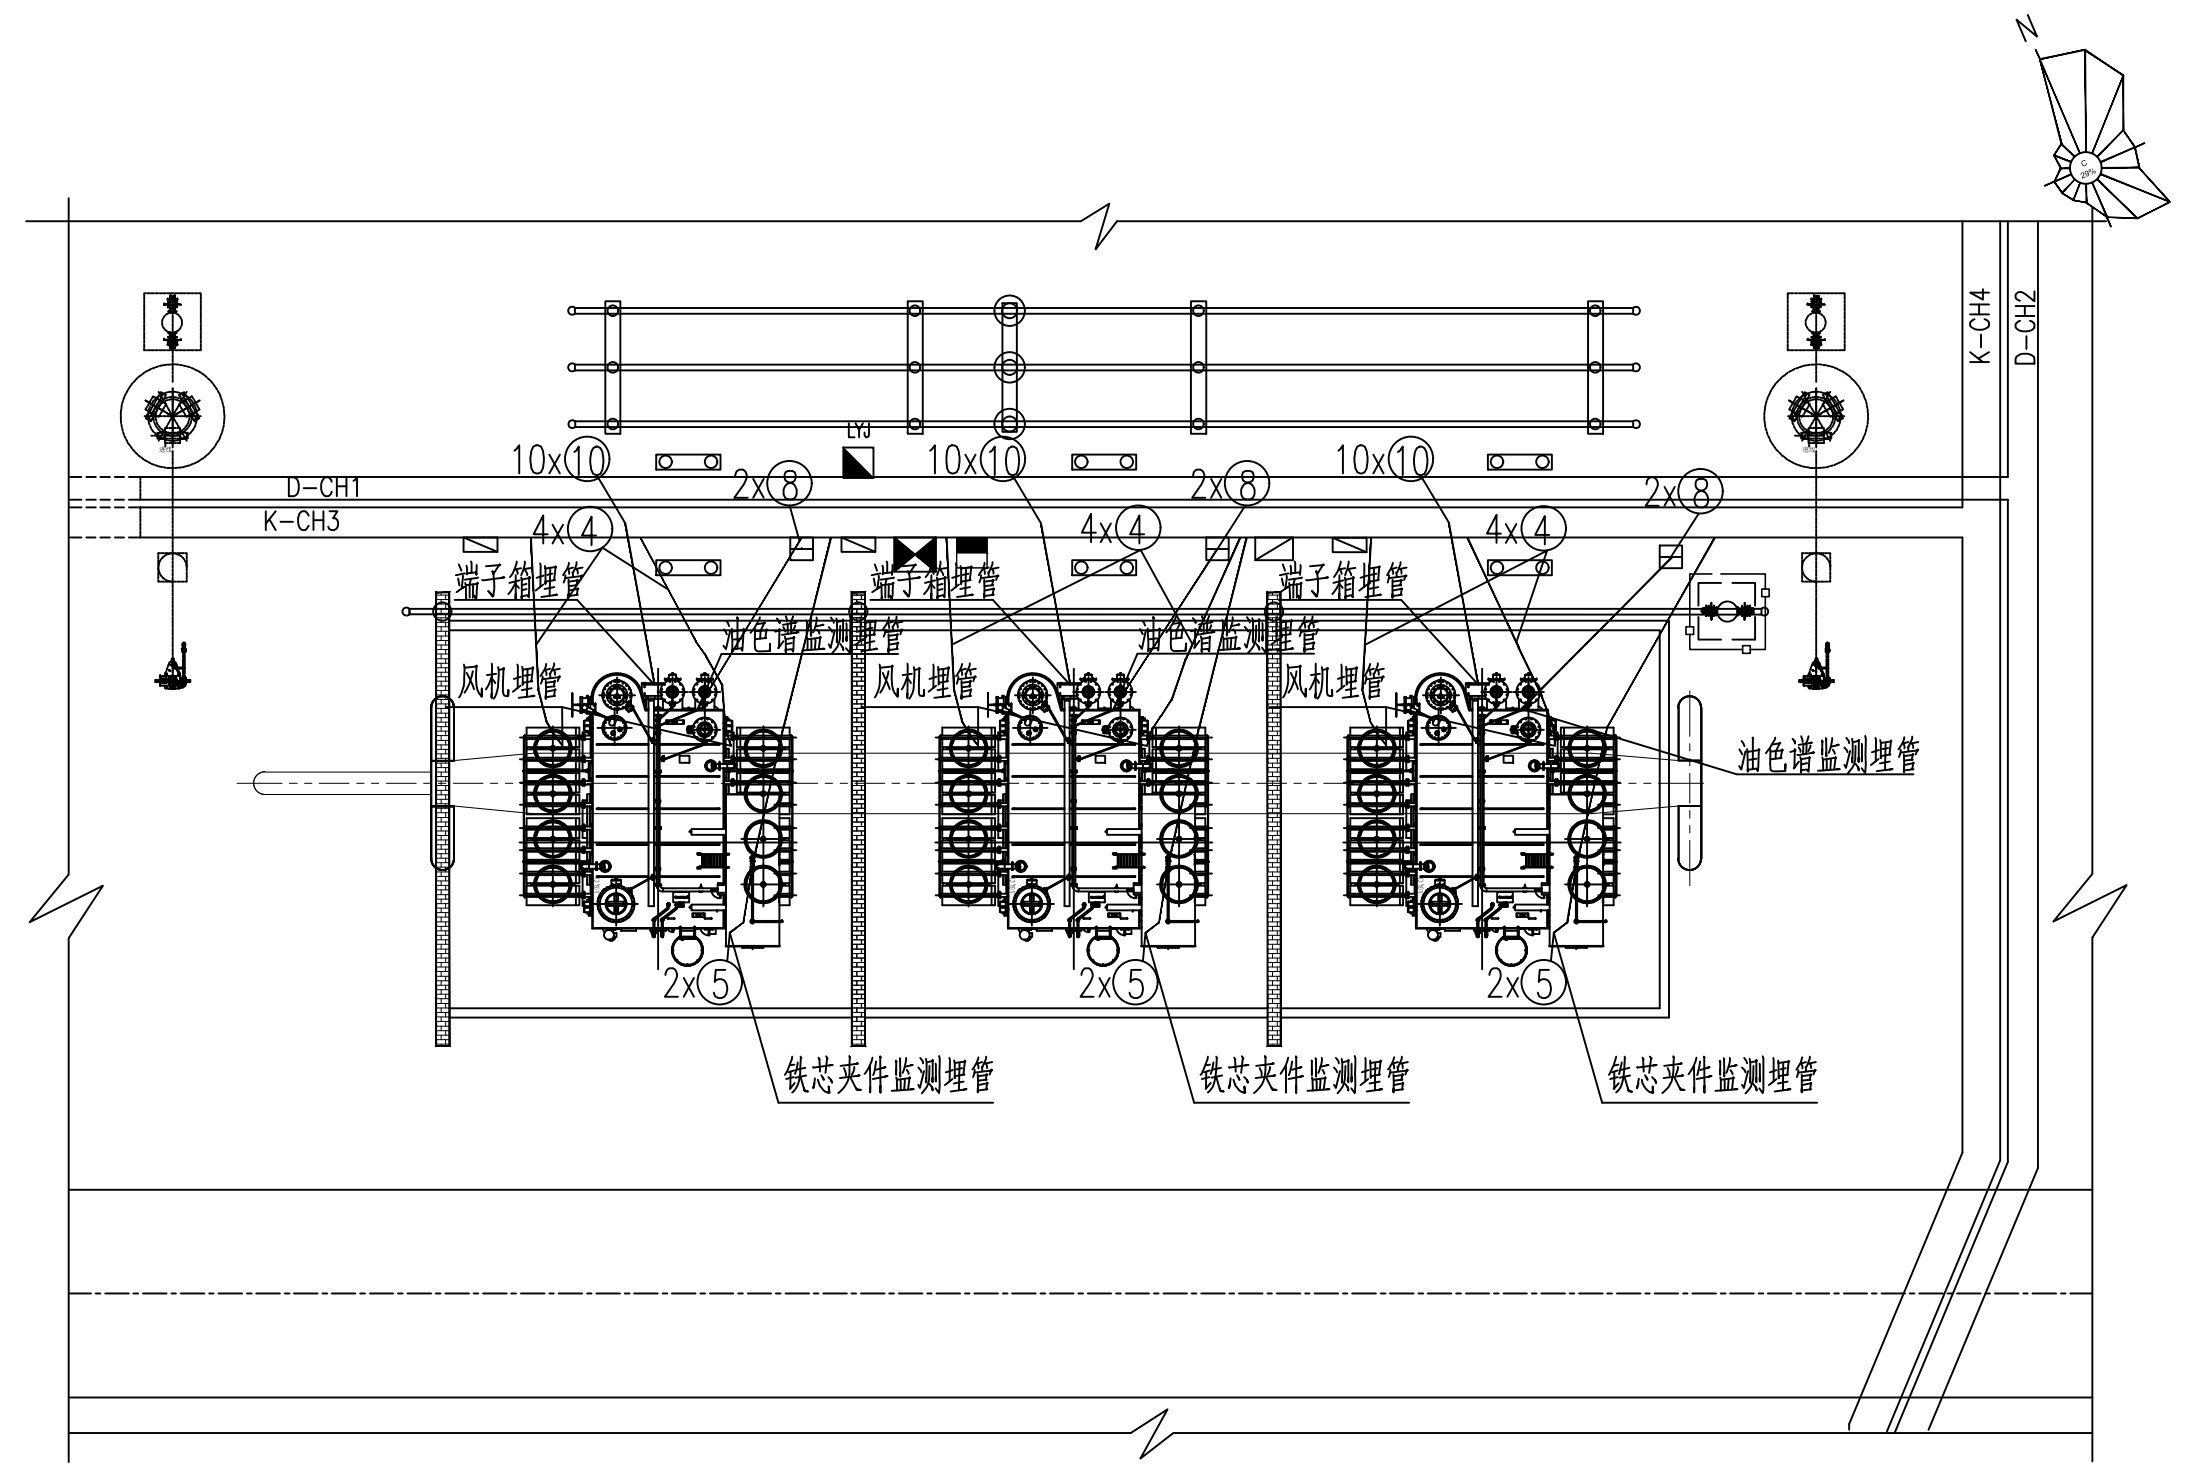 N
C
29%
K-CH4
D-CH2
LYJ
10x10
10x10
10x10
2x8
2x8
2x8
D-CH1
K-CH3
4x4
4x4
4x4
端子箱埋管
端子箱埋管
端子箱埋管
油色谱监测埋管
油色谱监测埋管
风机埋管
风机埋管
风机埋管
油色谱监测埋管
2x5
2x5
2x5
铁芯夹件监测埋管
铁芯夹件监测埋管
铁芯夹件监测埋管